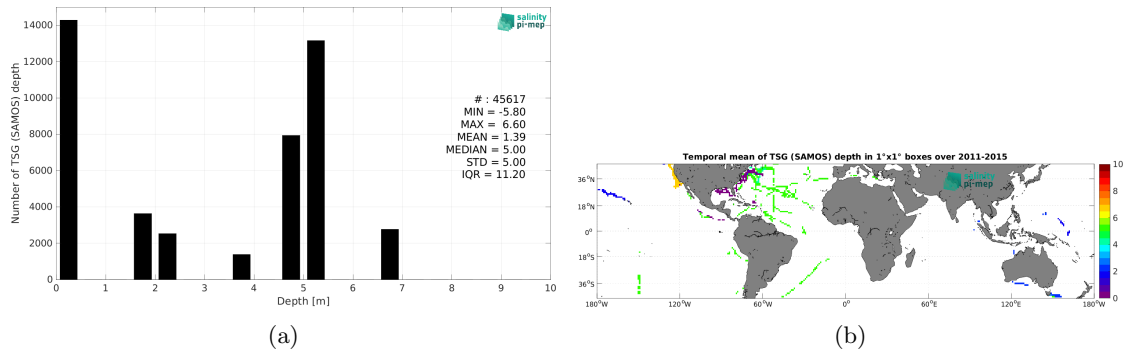 14000
12000
10000
8000
6000
4000
2000
0
Number of TSG (SAMOS) depth
salinity
pi-mep
# : 45617
MIN = -5.80
MAX = 6.60
MEAN = 1.39
MEDIAN = 5.00
STD = 5.00
IQR = 11.20
0 1 2 3 4 5 6 7 8 9 10
Depth [m]
(a)
Temporal mean of TSG (SAMOS) depth in 1°x1° boxes over 2011-2015
salinity
pi-mep
36°N
18°N
0°
18°S
36°S
180°W 120°W 60°W 0° 60°E 120°E 180°W
10
8
6
4
2
0
(b)